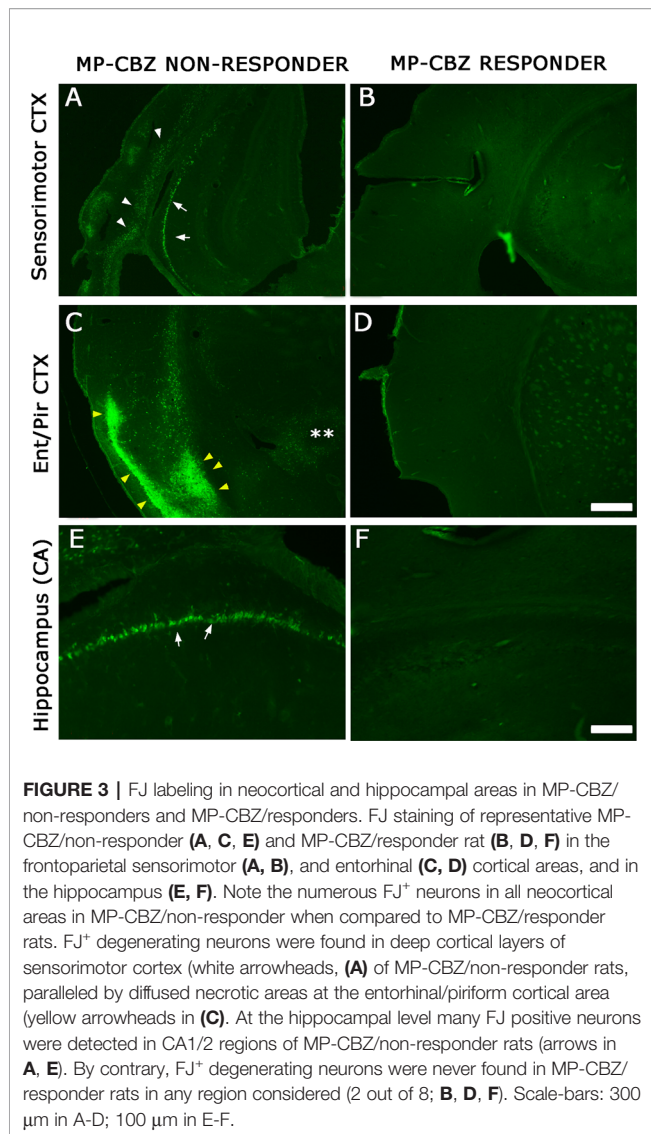 MP-CBZ NON-RESPONDER
MP-CBZ RESPONDER
Sensorimotor CTX
A
B
Ent/Pir CTX
C
**
D
Hippocampus (CA)
E
F
FIGURE 3 | FJ labeling in neocortical and hippocampal areas in MP-CBZ/
non-responders and MP-CBZ/responders. FJ staining of representative MP-
CBZ/non-responder (A, C, E) and MP-CBZ/responder rat (B, D, F) in the
frontoparietal sensorimotor (A, B), and entorhinal (C, D) cortical areas, and in
the hippocampus (E, F). Note the numerous FJ⁺ neurons in all neocortical
areas in MP-CBZ/non-responder when compared to MP-CBZ/responder
rats. FJ⁺ degenerating neurons were found in deep cortical layers of
sensorimotor cortex (white arrowheads, (A) of MP-CBZ/non-responder rats,
paralleled by diffused necrotic areas at the entorhinal/piriform cortical area
(yellow arrowheads in (C). At the hippocampal level many FJ positive neurons
were detected in CA1/2 regions of MP-CBZ/non-responder rats (arrows in
A, E). By contrary, FJ⁺ degenerating neurons were never found in MP-CBZ/
responder rats in any region considered (2 out of 8; B, D, F). Scale-bars: 300
μm in A-D; 100 μm in E-F.